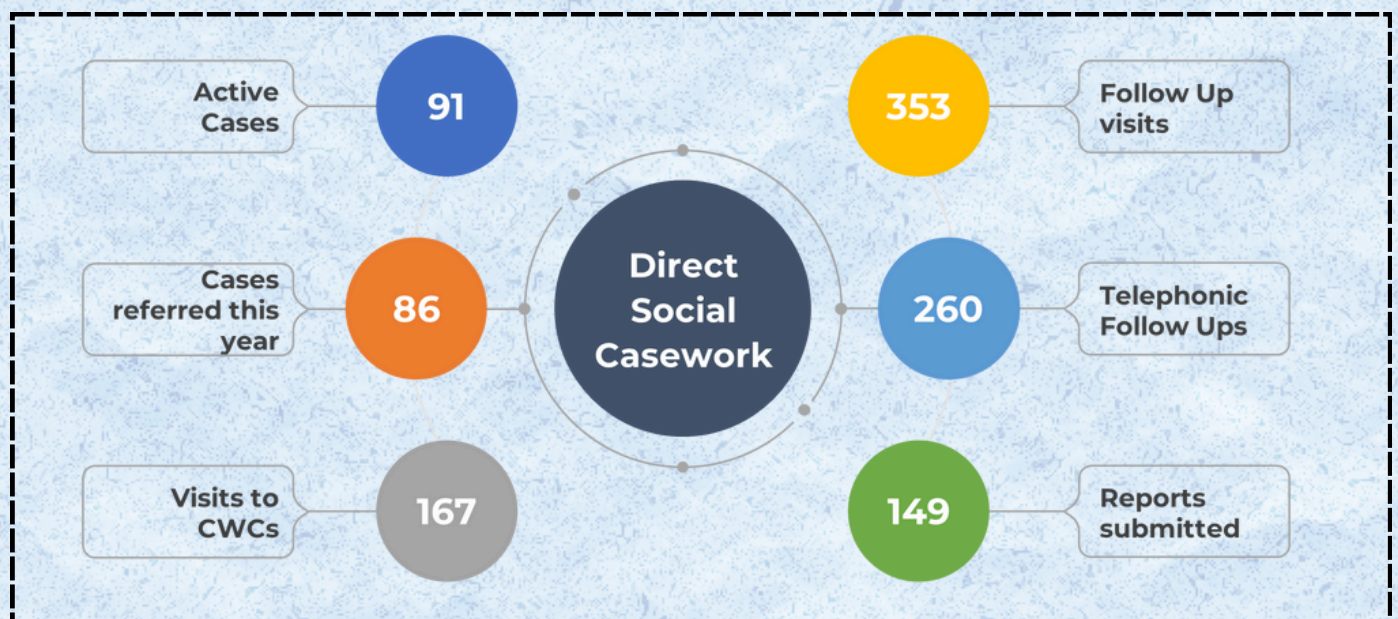 Active
Cases
91
Cases
referred this
year
86
Visits to
CWCs
167
Direct
Social
Casework
353
Follow Up
visits
260
Telephonic
Follow Ups
149
Reports
submitted